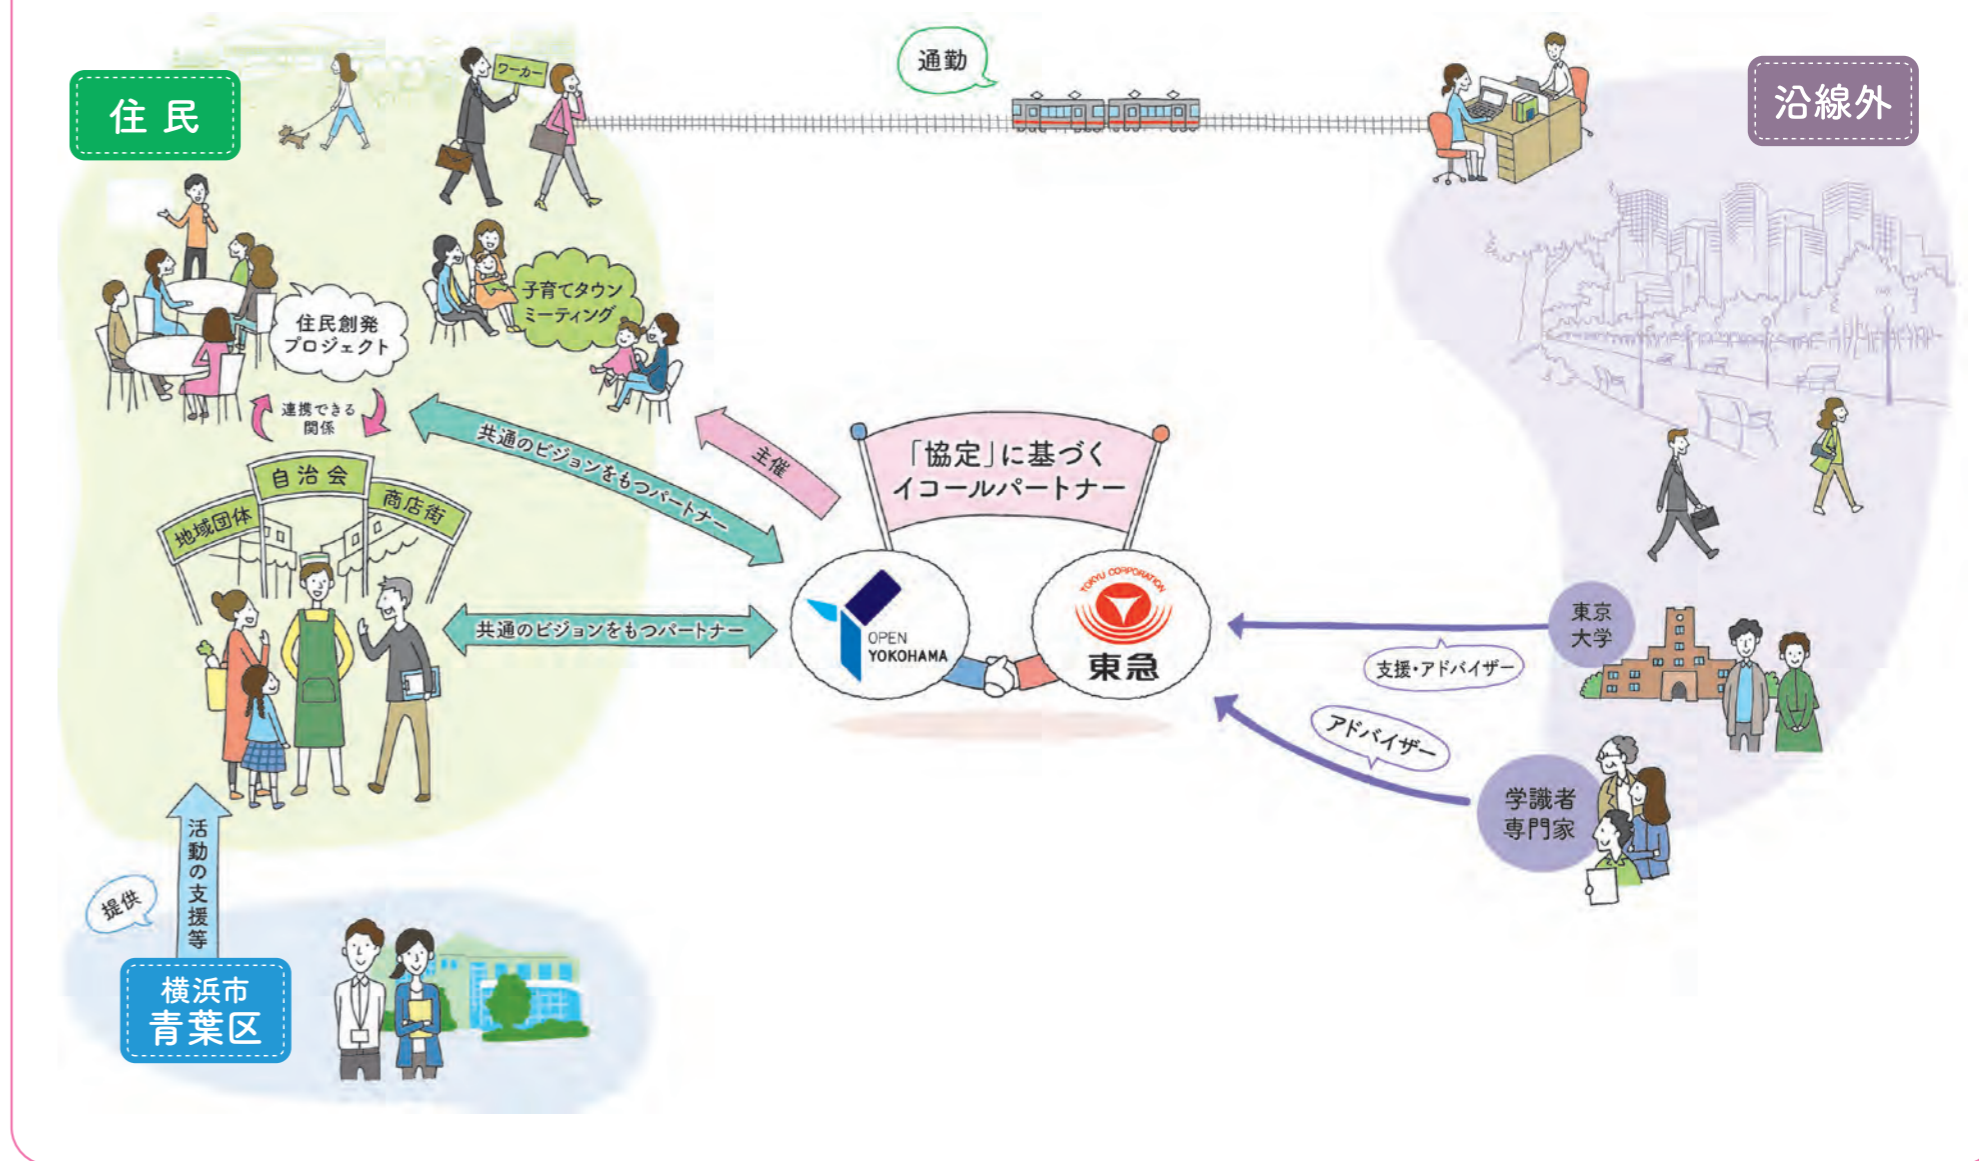 住民
ワーカー
通勤
沿線外
子育てタウン
ミーティング
住民創発
プロジェクト
連携できる
関係
共通のビジョンをもつパートナー
主催
「協定」に基づく
イコールパートナー
地域団体
自治会
商店街
共通のビジョンをもつパートナー
OPEN
YOKOHAMA
TOKYU CORPORATION
東急
東京
大学
支援・アドバイザー
アドバイザー
学識者
専門家
活動の支援等
提供
横浜市
青葉区